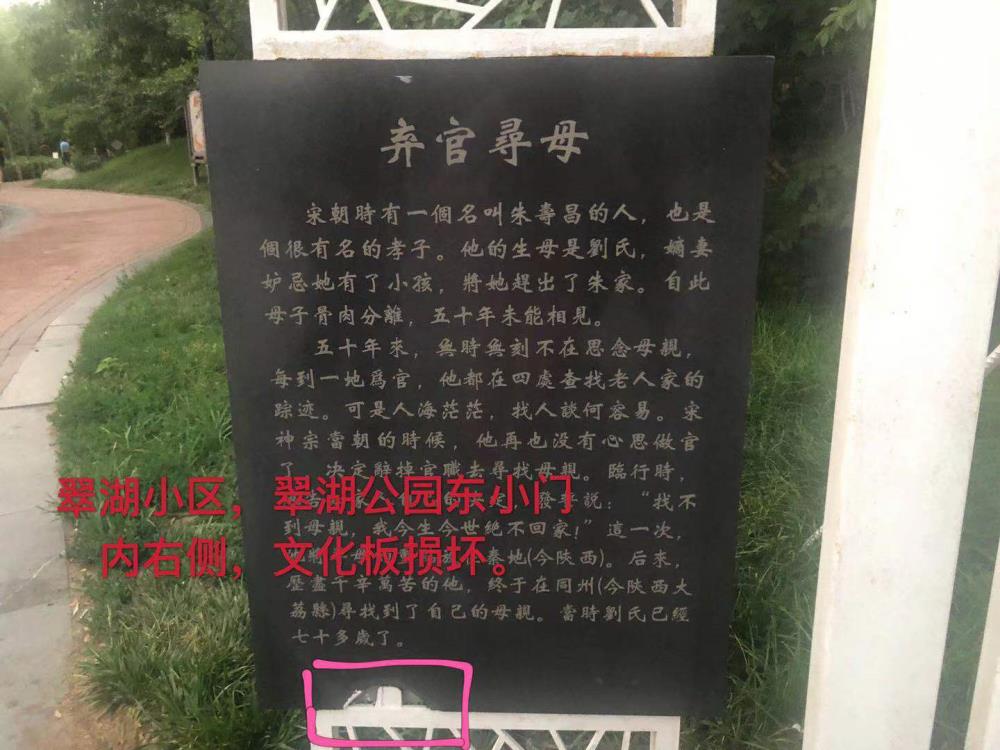 弃官尋母
宋朝時有一個名叫朱壽昌的人，也是
個很有名的孝子。他的生母是劉氏，嫡妻
妒忌她有了小孩，將她趕出了朱家。自此
母子骨肉分離，五十年未能相見。
五十年來，無時無刻不在思念母親，
每到一地爲官，他都在四處查找老人家的
踪迹。可是人海茫茫，找人談何容易。宋
神宗當朝的時候，他再也没有心思做官
了，决定辭掉官職去尋找母親。臨行時，
發誓説：“找不
到母親，我今生今世絶不回家！”這一次，
秦地(今陝西)。后來，
歷盡千辛萬苦的他，終于在同州(今陝西大
荔縣)尋找到了自己的母親。當時劉氏已經
七十多歲了。
翠湖小区，翠湖公园东小门
内右侧，文化板损坏。